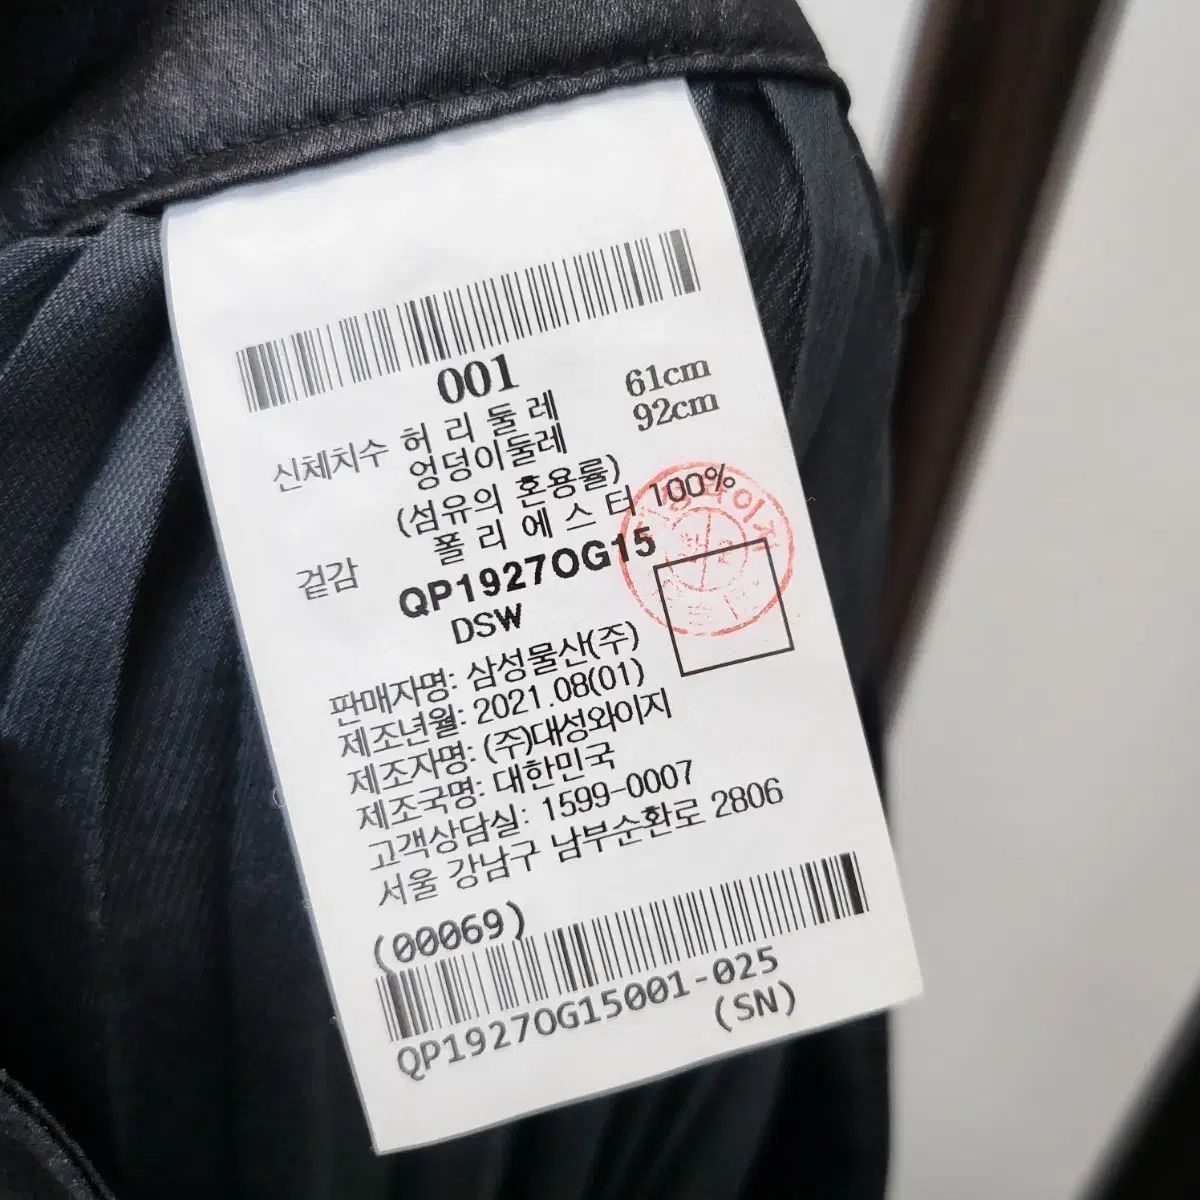 001
신체치수 허리둘레 61cm
엉덩이둘레 92cm
(섬유의 혼용률)
겉감 폴리에스터 100%
QP1927OG15
DSW
판매자명: 삼성물산(주)
제조년월: 2021.08(01)
제조자명: (주)대성와이지
제조국명: 대한민국
고객상담실: 1599-0007
서울 강남구 남부순환로 2806
(00069)
QP1927OG15001-025
(SN)